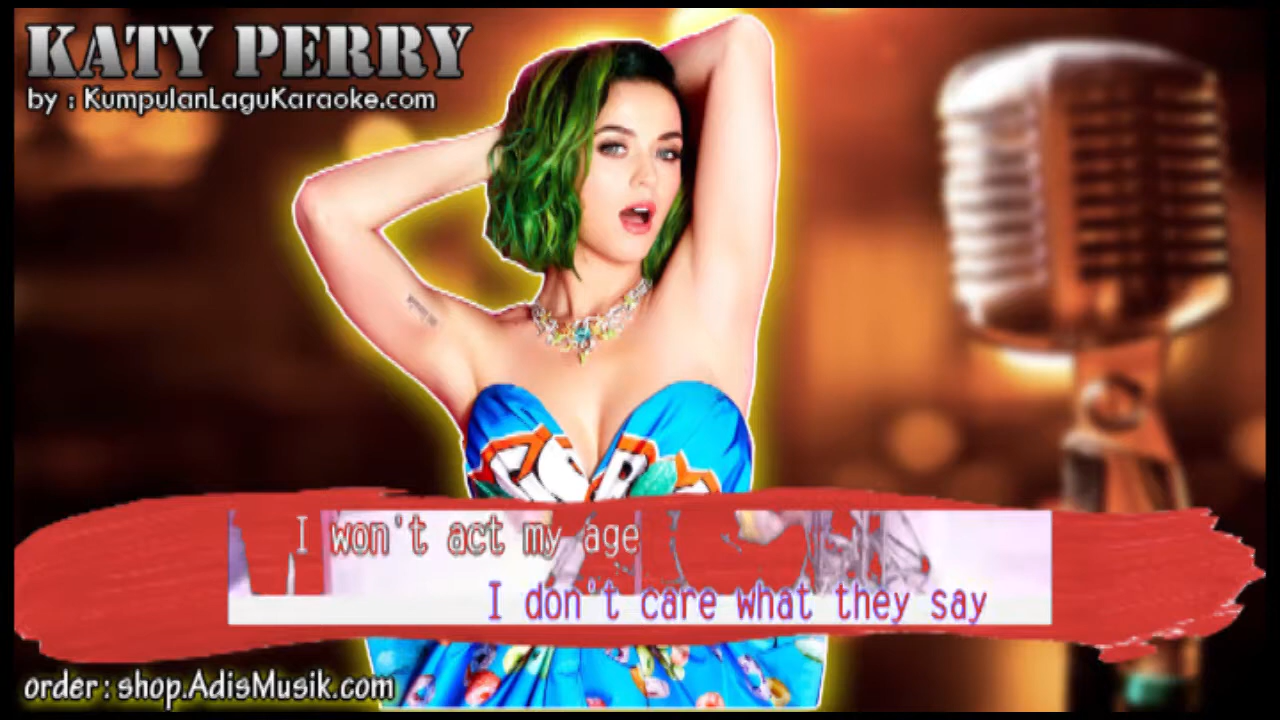 KATY PERRY
by : KumpulanLaguKaraoke.com
I won't act my age
I don't care what they say
order : shop.AdisMusik.com